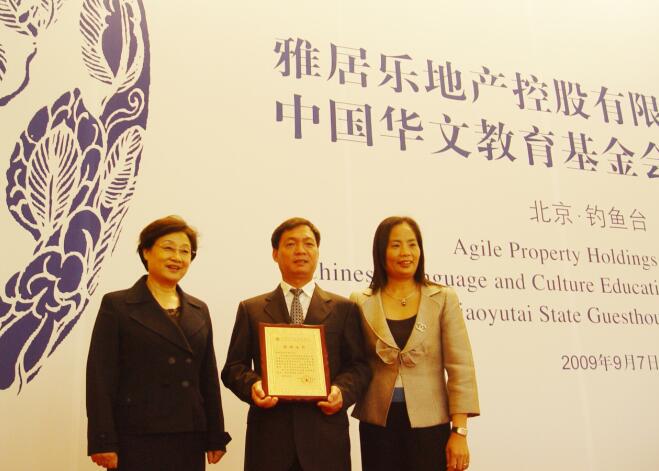 雅居乐地产控股有限
中国华文教育基金会
北京·钓鱼台
Agile Property Holdings
Chinese Language and Culture Educatio
iaoyutai State Guesthou
2009年9月7日